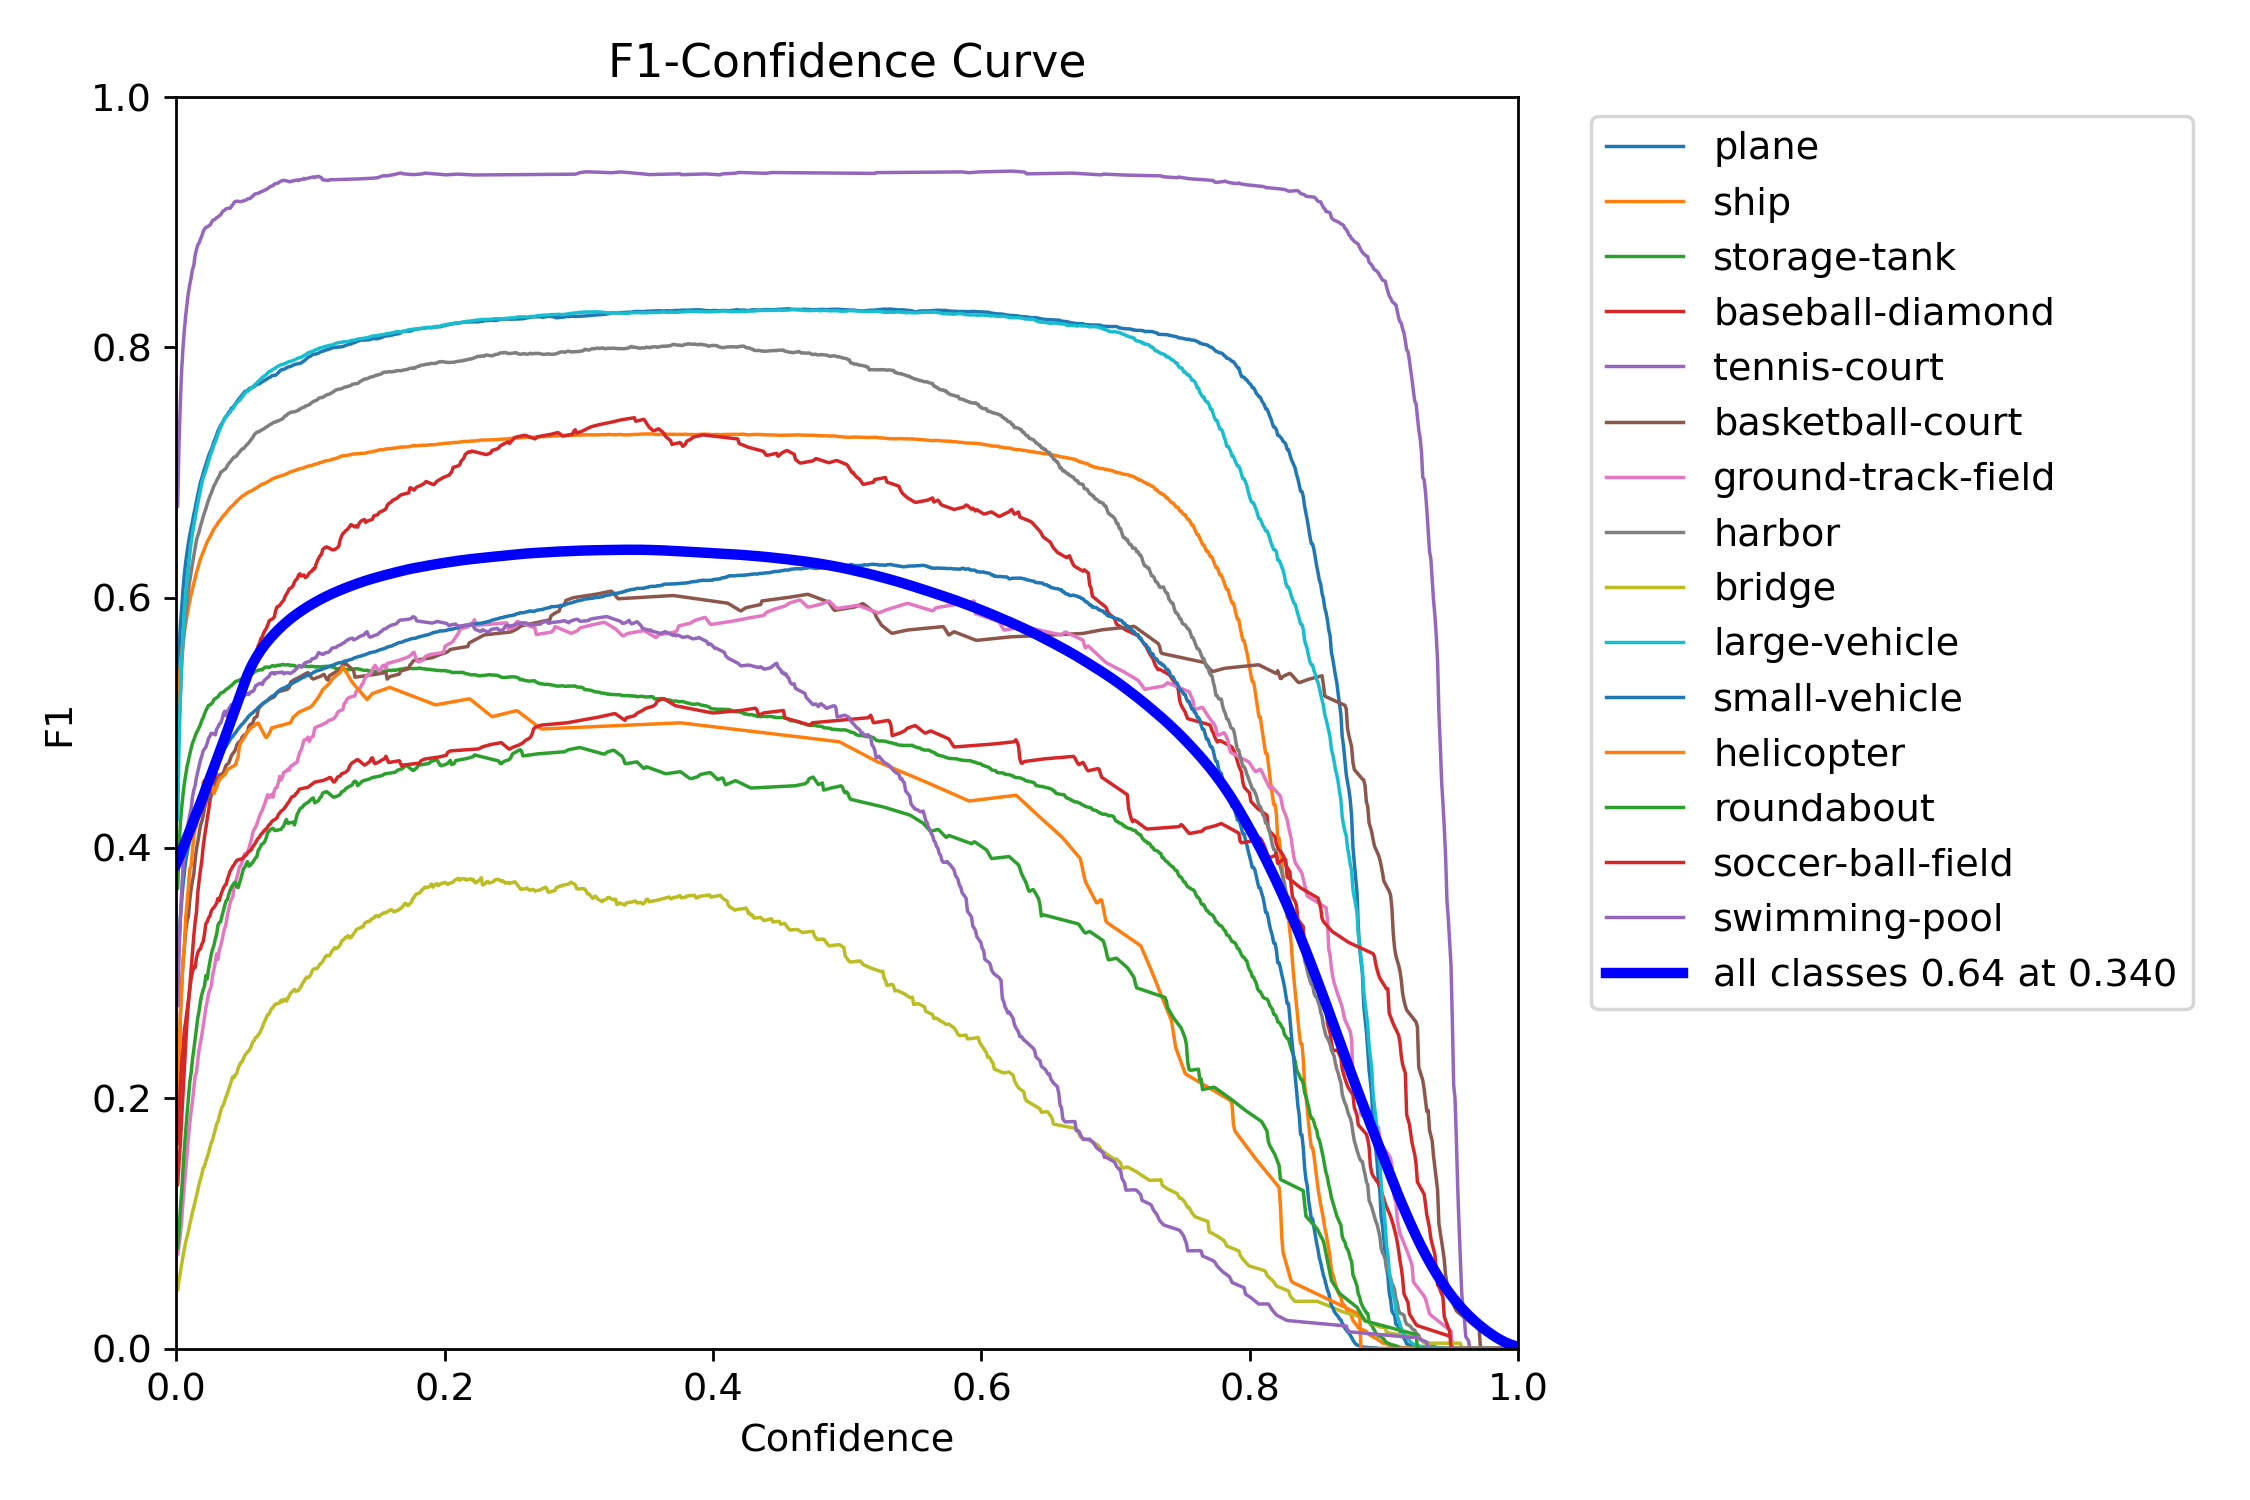 F1-Confidence Curve
1.0
0.8
0.6
0.4
0.2
0.0
F1
0.0 0.2 0.4 0.6 0.8 1.0
Confidence
plane
ship
storage-tank
baseball-diamond
tennis-court
basketball-court
ground-track-field
harbor
bridge
large-vehicle
small-vehicle
helicopter
roundabout
soccer-ball-field
swimming-pool
all classes 0.64 at 0.340